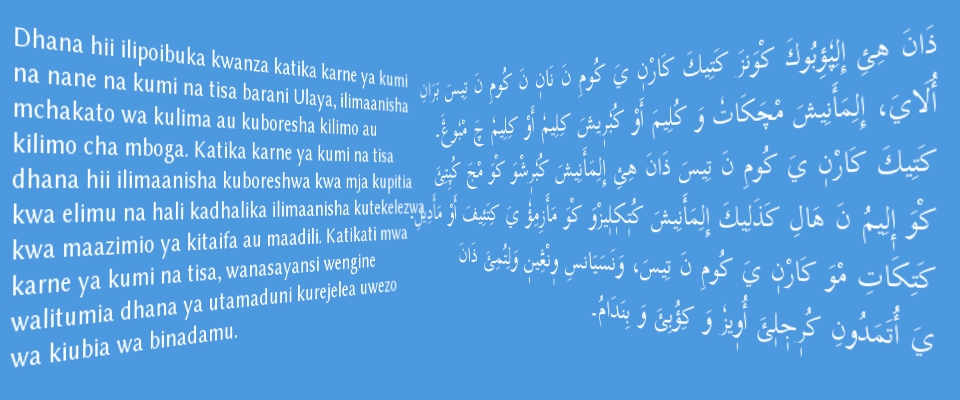 Dhana hii ilipoibuka kwanza katika karne ya kumi
na nane na kumi na tisa barani Ulaya, ilimaanisha
mchakato wa kulima au kuboresha kilimo au
kilimo cha mboga. Katika karne ya kumi na tisa
dhana hii ilimaanisha kuboreshwa kwa mja kupitia
kwa elimu na hali kadhalika ilimaanisha kutekelezwa
kwa maazimio ya kitaifa au maadili. Katikati mwa
karne ya kumi na tisa, wanasayansi wengine
walitumia dhana ya utamaduni kurejelea uwezo
wa kiubia wa binadamu.
ذَانَ هِئِ إِلِپٗؤِبُوكَ كْوَنزَ كَتِيكَ كَارْنٖ يَ كُومِ نَ نَانٖ نَ كُومِ نَ تِيسَ بَرَانِ
أُلَايَ، إِلِمَأَنِيشَ مْچَكَاتٗ وَ كُلِيمَ أَوْ كُبٗرٖيشَ كِلِيمٗ أَوْ كِلِيمٗ چَ مْبٗوغَ.
كَتِيكَ كَارْنٖ يَ كُومِ نَ تِيسَ ذَانَ هِئِ إِلِمَأَنِيشَ كُبٗرٖشْوَ كْوَ مْجَ كُپِتِئَ
كْوَ إٖلِيمُ نَ هَالِ كَذَلِيكَ إِلِمَأَنِيشَ كُتٖكٖلٖيزْوَ كْوَ مَأَزِمِؤٗ يَ كِتَئِيفَ أَوْ مَأَدِيلِ.
كَتِكَاتِ مْوَ كَارْنٖ يَ كُومِ نَ تِيسَ، وَنَسَيَانسِ وٖنْڠِينٖ وَلِتُمِئَ ذَانَ
يَ أُتَمَدُونِ كُرٖجٖلٖئَ أُوٖيزٗ وَ كِؤُبِئَ وَ بِنَدَامُ.